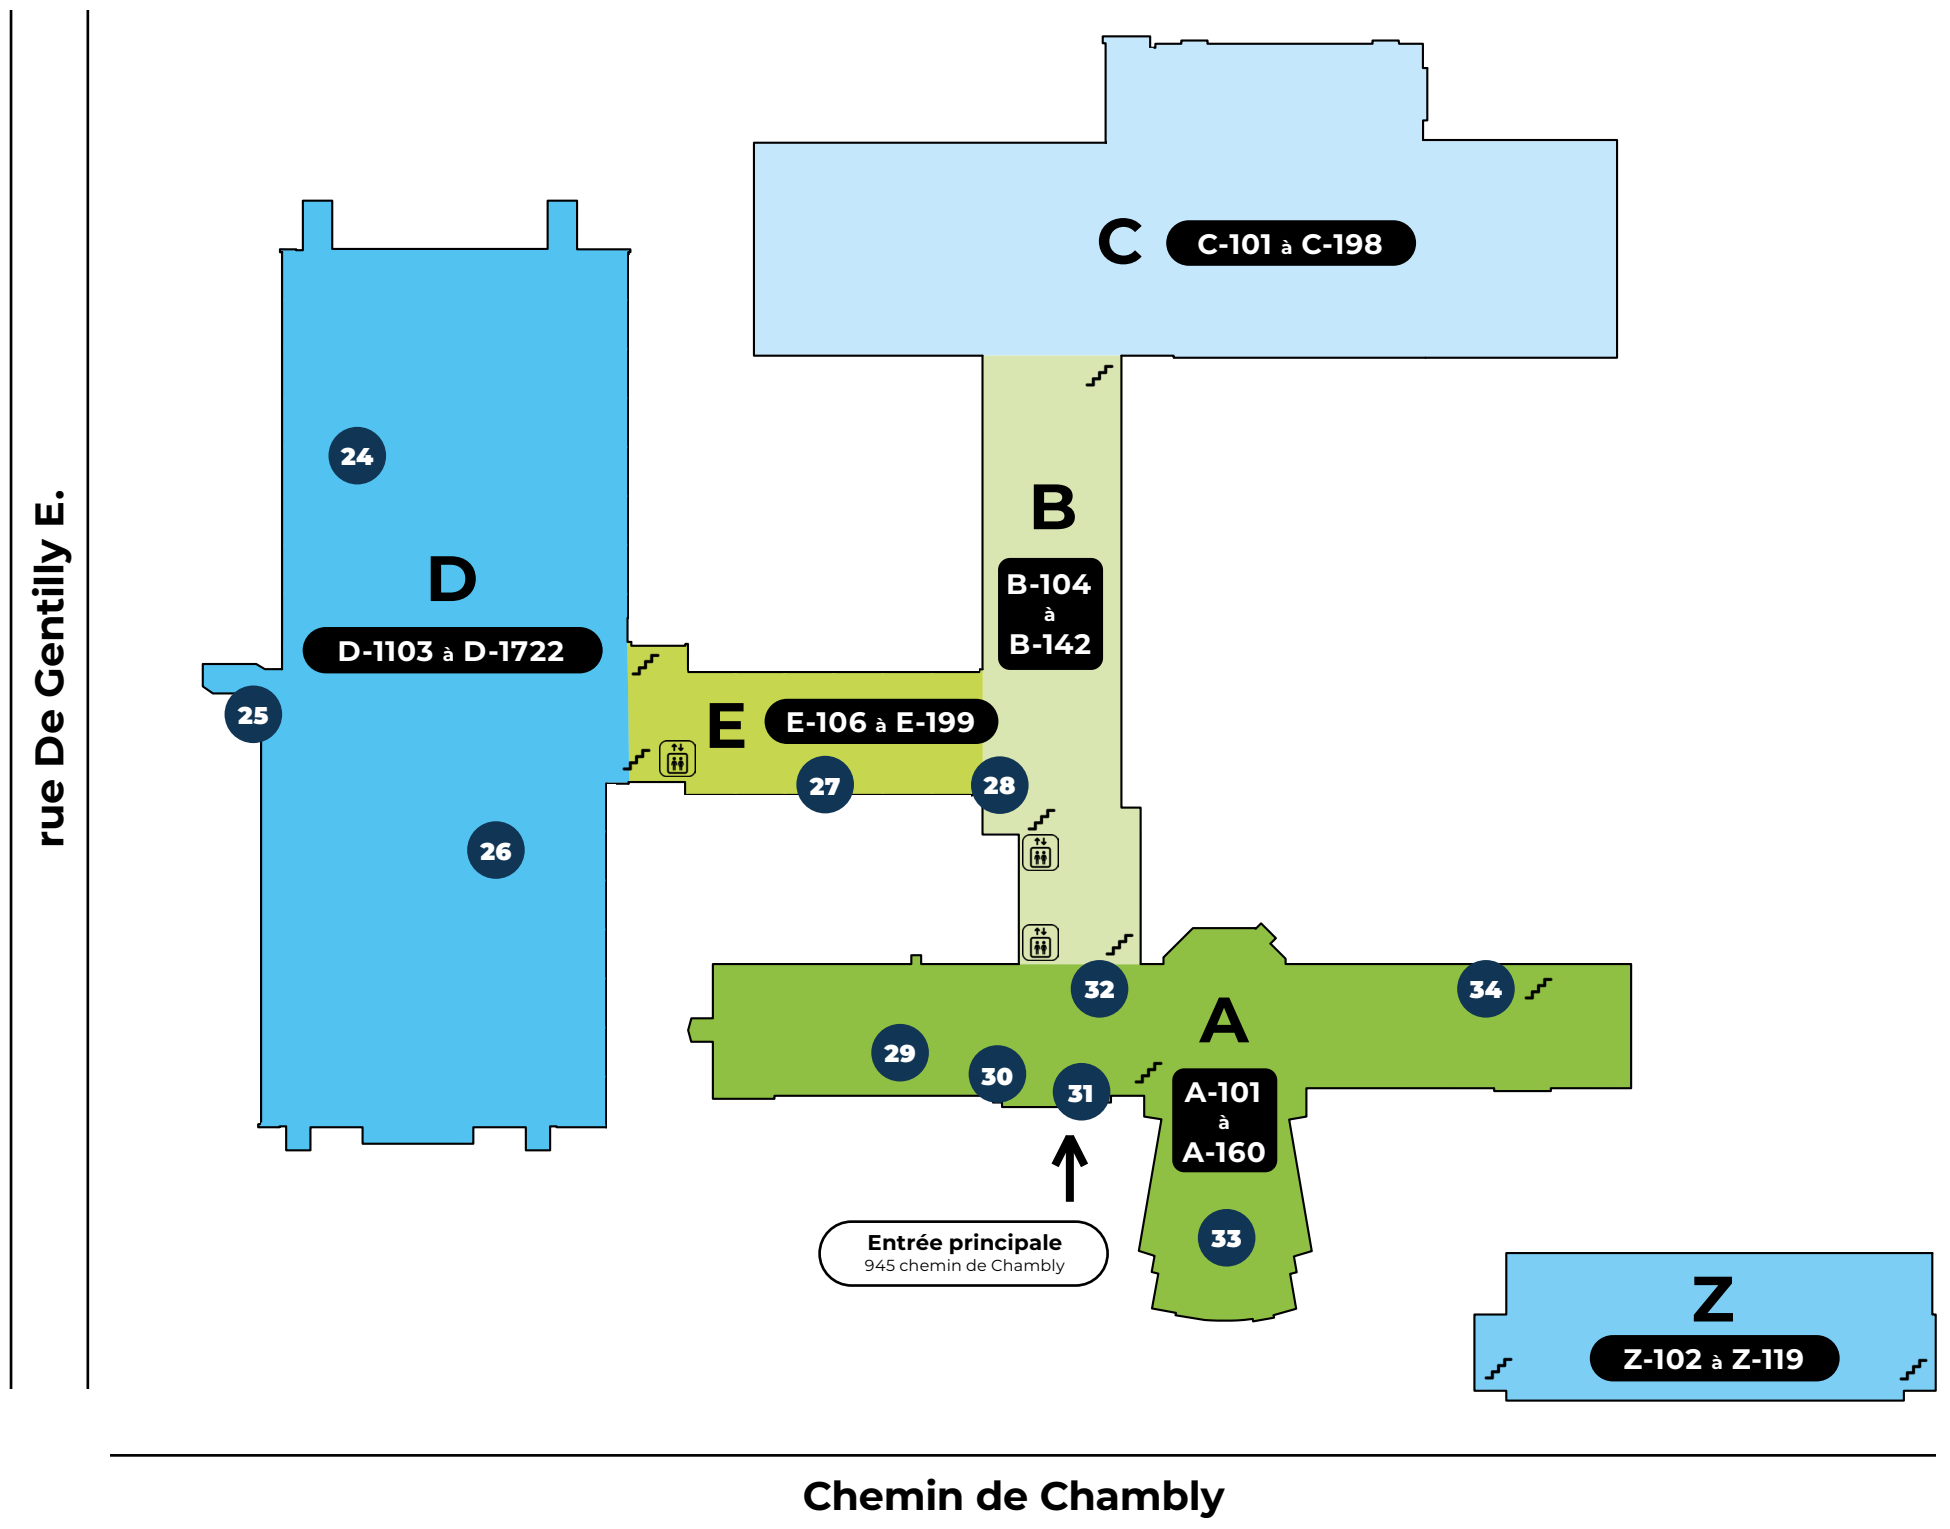 C
C-101 à C-198
24
B
B-104
à
B-142
D
D-1103 à D-1722
rue De Gentilly E.
25
E
E-106 à E-199
27
28
26
32
34
A
29
30
31
A-101
à
A-160
33
Entrée principale
945 chemin de Chambly
Z
Z-102 à Z-119
Chemin de Chambly